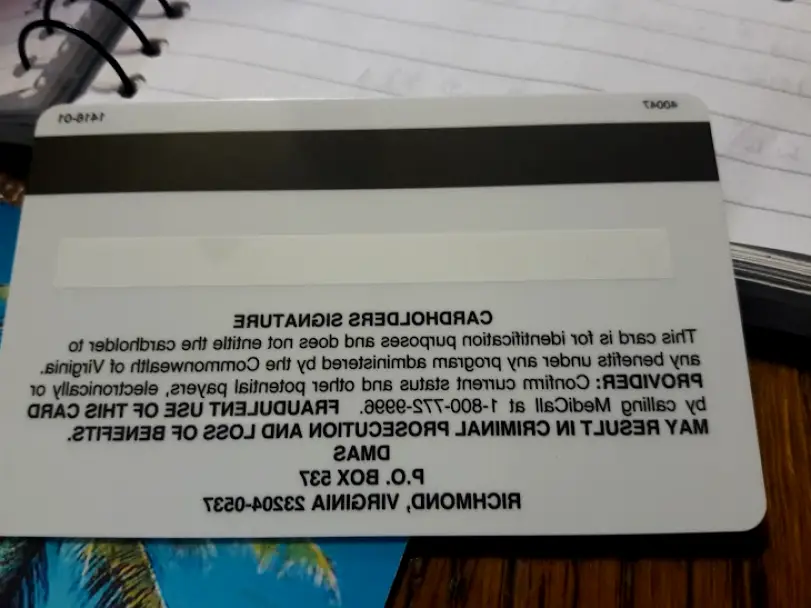 40047 1416-01
CARDHOLDERS SIGNATURE
This card is for identification purposes and does not entitle the cardholder to
any benefits under any program administered by the Commonwealth of Virginia.
PROVIDER: Confirm current status and other potential payers, electronically or
by calling MediCall at 1-800-772-9996. FRAUDULENT USE OF THIS CARD
MAY RESULT IN CRIMINAL PROSECUTION AND LOSS OF BENEFITS.
DMAS
P.O. BOX 537
RICHMOND, VIRGINIA 23204-0537